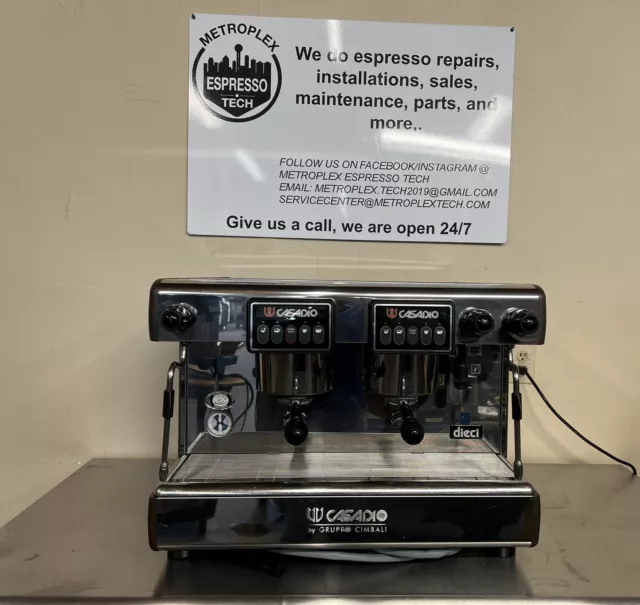 METROPLEX
ESPRESSO
TECH
We do espresso repairs,
installations, sales,
maintenance, parts, and
more,.
FOLLOW US ON FACEBOOK/INSTAGRAM @
METROPLEX ESPRESSO TECH
EMAIL: METROPLEX.TECH2019@GMAIL.COM
SERVICECENTER@METROPLEXTECH.COM
Give us a call, we are open 24/7
CASADIO
CASADIO
dieci
CASADIO
by GRUPPO CIMBALI